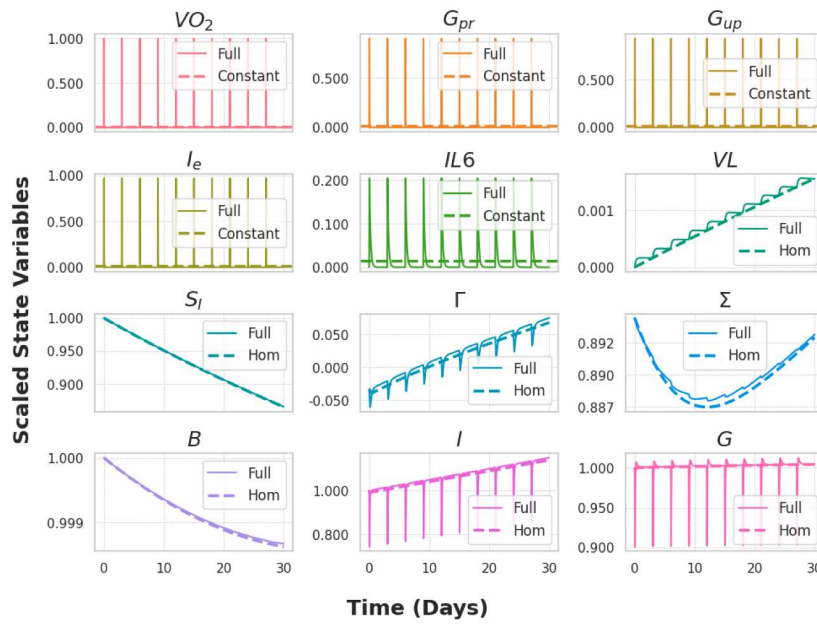 VO₂
1.000
0.500
0.000
Full
Constant
G_pr
0.500
0.000
Full
Constant
G_up
0.500
0.000
Full
Constant
I_e
1.000
0.500
0.000
Full
Constant
IL6
0.200
0.100
0.000
Full
Constant
VL
0.001
0.000
Full
Hom
S_I
1.000
0.950
0.900
Full
Hom
Γ
0.050
0.000
-0.050
Full
Hom
Σ
0.892
0.890
0.887
Full
Hom
B
1.000
0.999
0 10 20 30
Full
Hom
I
1.000
0.800
0 10 20 30
Full
Hom
G
1.000
0.950
0.900
0 10 20 30
Full
Hom
Scaled State Variables
Time (Days)